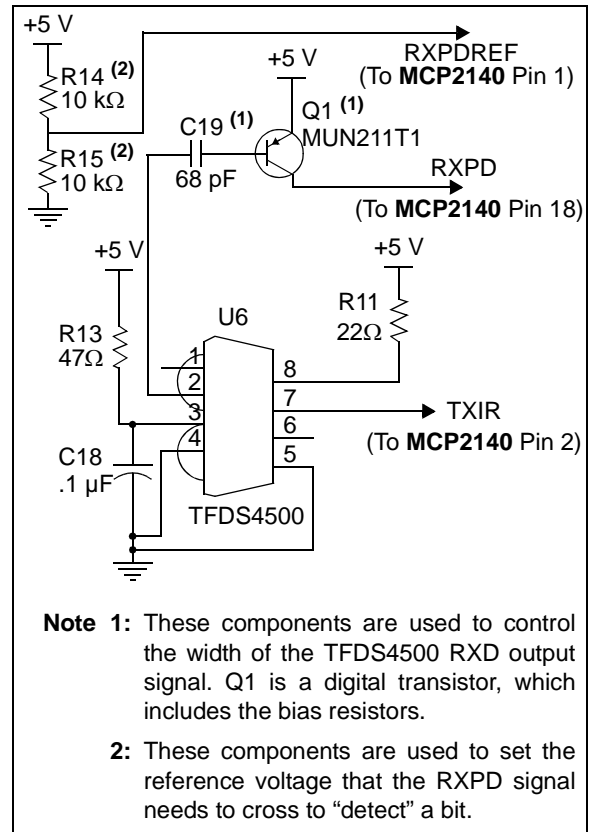 +5 V
R14 (2)
10 kΩ
R15 (2)
10 kΩ
RXPDREF
(To MCP2140 Pin 1)
+5 V
Q1 (1)
MUN211T1
C19 (1)
68 pF
RXPD
(To MCP2140 Pin 18)
+5 V
R11
22Ω
+5 V
R13
47Ω
U6
1
2
3
4
8
7
6
5
TXIR
(To MCP2140 Pin 2)
C18
.1 µF
TFDS4500
Note 1: These components are used to control
the width of the TFDS4500 RXD output
signal. Q1 is a digital transistor, which
includes the bias resistors.
2: These components are used to set the
reference voltage that the RXPD signal
needs to cross to “detect” a bit.